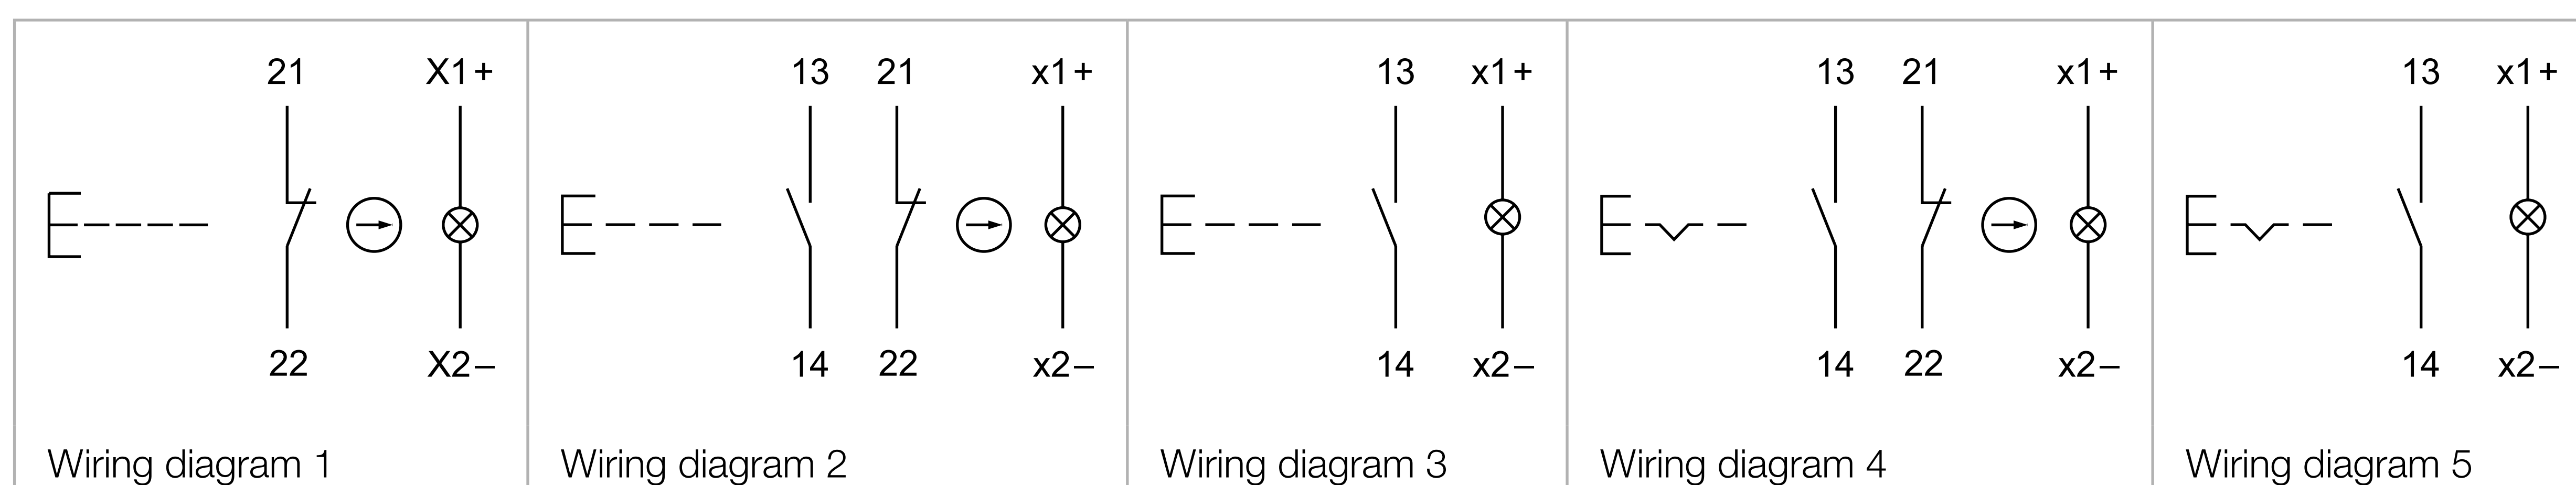 21 X1+
22 X2–
Wiring diagram 1
13 21 x1+
14 22 x2–
Wiring diagram 2
13 x1+
14 x2–
Wiring diagram 3
13 21 x1+
14 22 x2–
Wiring diagram 4
13 x1+
14 x2–
Wiring diagram 5